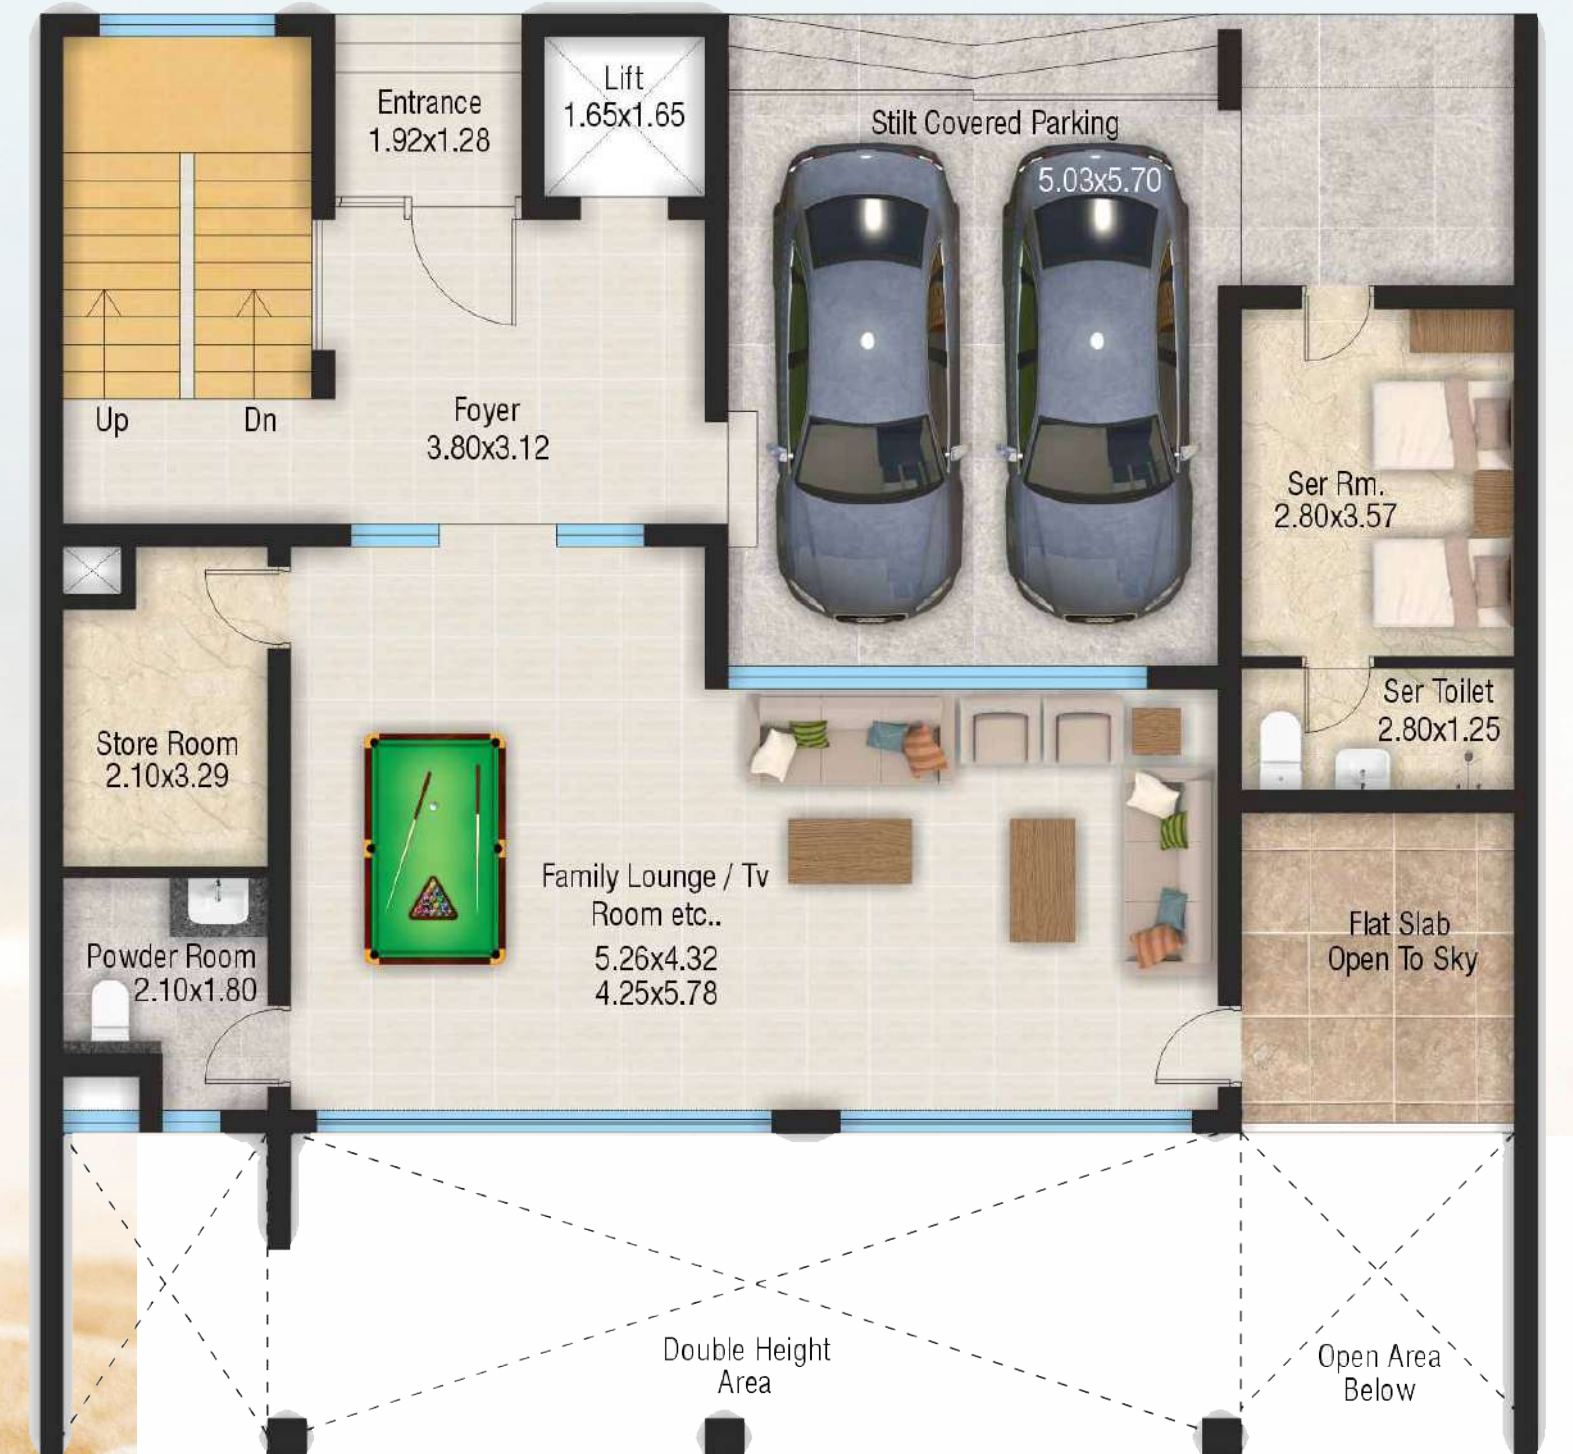 Entrance
1.92x1.28
Lift
1.65x1.65
Stilt Covered Parking
5.03x5.70
Up
Dn
Foyer
3.80x3.12
Ser Rm.
2.80x3.57
Ser Toilet
2.80x1.25
Store Room
2.10x3.29
Family Lounge / Tv
Room etc..
5.26x4.32
4.25x5.78
Powder Room
2.10x1.80
Flat Slab
Open To Sky
Double Height
Area
Open Area
Below